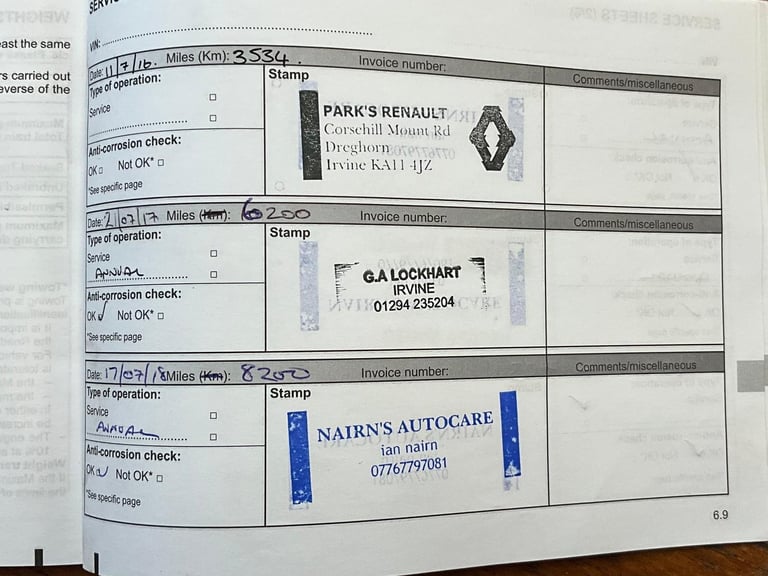 VIN:
Date: 11/7/16. Miles (Km): 3534. Invoice number: Comments/miscellaneous
Type of operation:
Service
Anti-corrosion check:
OK □ Not OK* □
*See specific page
Stamp
PARK'S RENAULT
Corsehill Mount Rd
Dreghorn
Irvine KA11 4JZ
Date: 21/07/17 Miles (Km): 6200 Invoice number: Comments/miscellaneous
Type of operation:
Service
ANNUAL
Anti-corrosion check:
OK ✓ Not OK* □
*See specific page
Stamp
G.A LOCKHART
IRVINE
01294 235204
Date: 17/07/18 Miles (Km): 8200 Invoice number: Comments/miscellaneous
Type of operation:
Service
ANNUAL
Anti-corrosion check:
OK ✓ Not OK* □
*See specific page
Stamp
NAIRN'S AUTOCARE
ian nairn
07767797081
6.9
east the same
rs carried out
everse of the